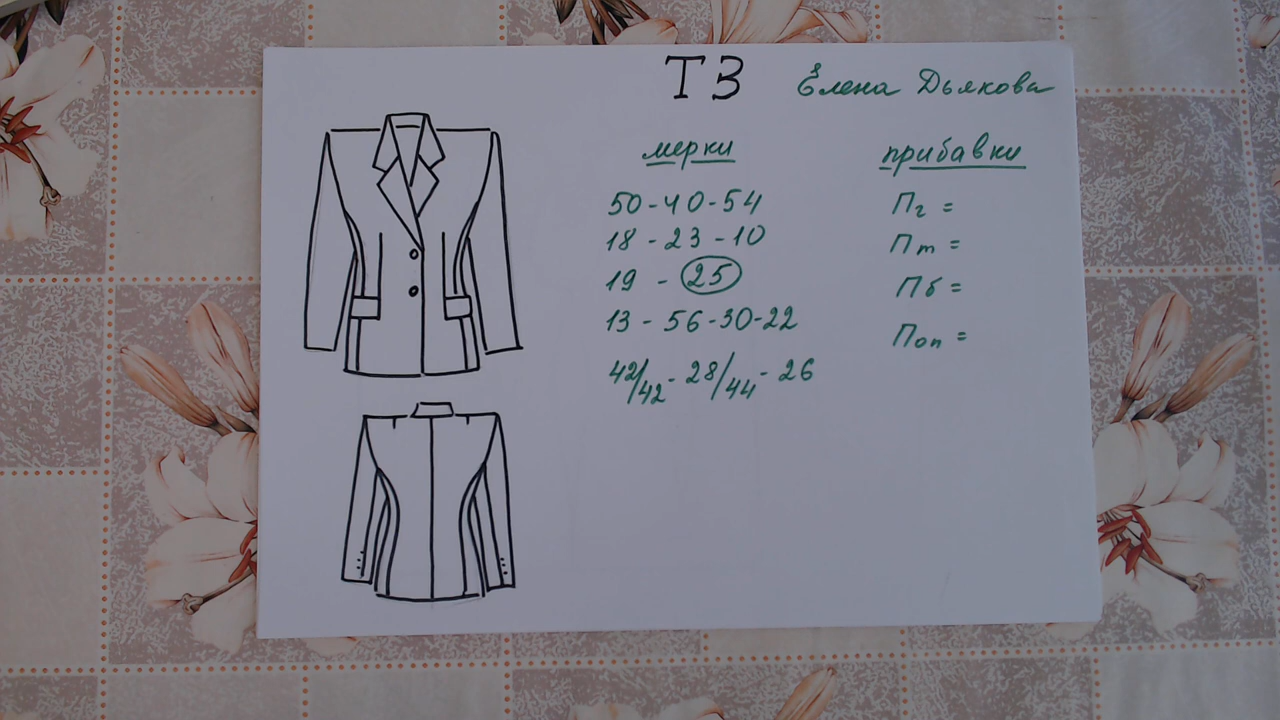 ТЗ Елена Дьякова
мерки
50-40-54
18-23-10
19 - 25
13-56-30-22
42/42-28/44-26
прибавки
Пг =
Пт =
Пб =
Поп =